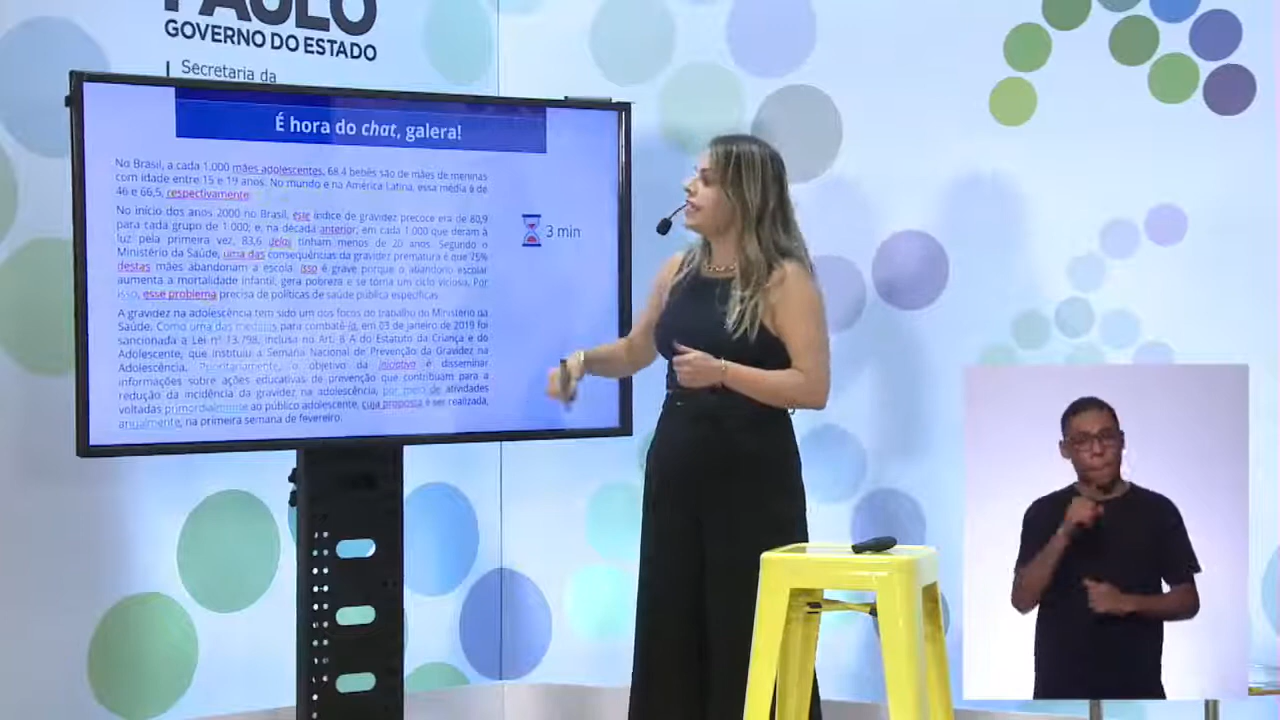 PAULO
GOVERNO DO ESTADO
Secretaria da
É hora do chat, galera!
No Brasil, a cada 1.000 mães adolescentes, 68,4 bebês são de mães de meninas
com idade entre 15 e 19 anos. No mundo e na América Latina, essa média é de
46 e 66,5, respectivamente.
No início dos anos 2000 no Brasil, este índice de gravidez precoce era de 80,9
para cada grupo de 1.000; e, na década anterior, em cada 1.000 que deram à
luz pela primeira vez, 83,6 delas tinham menos de 20 anos. Segundo o
Ministério da Saúde, uma das consequências da gravidez prematura é que 75%
destas mães abandonam a escola. Isso é grave porque o abandono escolar
aumenta a mortalidade infantil, gera pobreza e se torna um ciclo vicioso. Por
isso, esse problema precisa de políticas de saúde pública específicas.
A gravidez na adolescência tem sido um dos focos do trabalho do Ministério da
Saúde. Como uma das medidas para combatê-la, em 03 de janeiro de 2019 foi
sancionada a Lei nº 13.798, inclusa no Art. 8 A do Estatuto da Criança e do
Adolescente, que instituiu a Semana Nacional de Prevenção da Gravidez na
Adolescência. Prioritariamente, o objetivo da iniciativa é disseminar
informações sobre ações educativas de prevenção que contribuam para a
redução da incidência da gravidez na adolescência, por meio de atividades
voltadas primordialmente ao público adolescente, cuja proposta é ser realizada,
anualmente, na primeira semana de fevereiro.
3 min